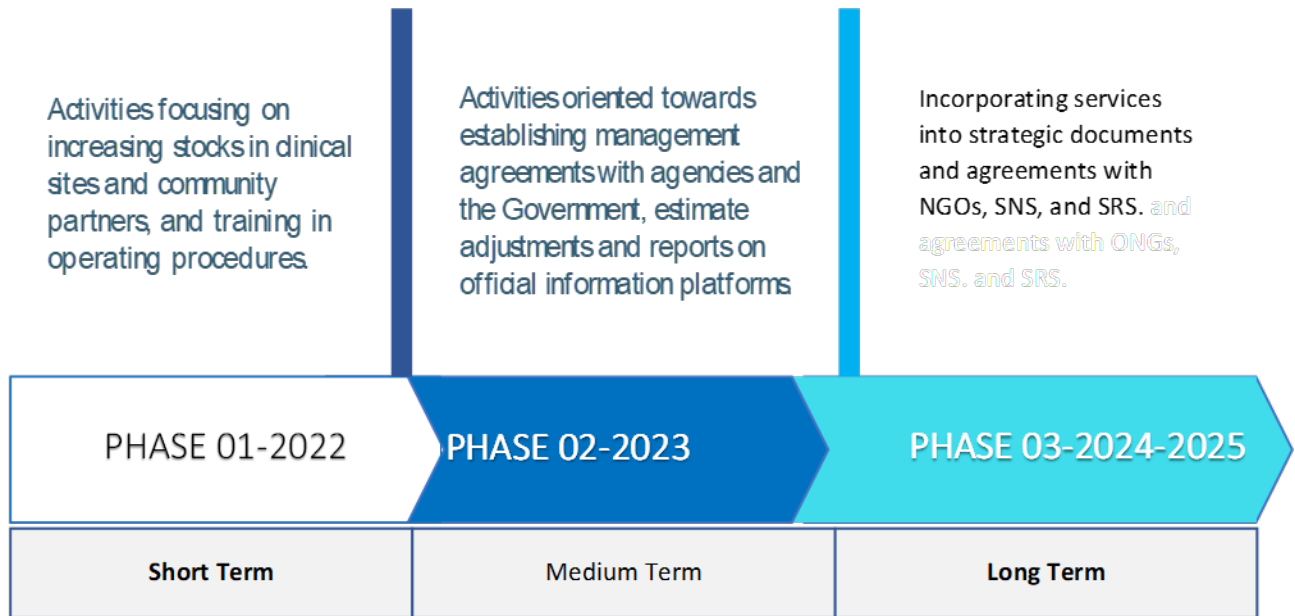 Activities focusing on
increasing stocks in clinical
sites and community
partners, and training in
operating procedures.
Activities oriented towards
establishing management
agreements with agencies and
the Government, estimate
adjustments and reports on
official information platforms.
Incorporating services
into strategic documents
and agreements with
NGOs, SNS, and SRS. and
agreements with ONGs,
SNS. and SRS.
PHASE 01-2022
PHASE 02-2023
PHASE 03-2024-2025
Short Term
Medium Term
Long Term